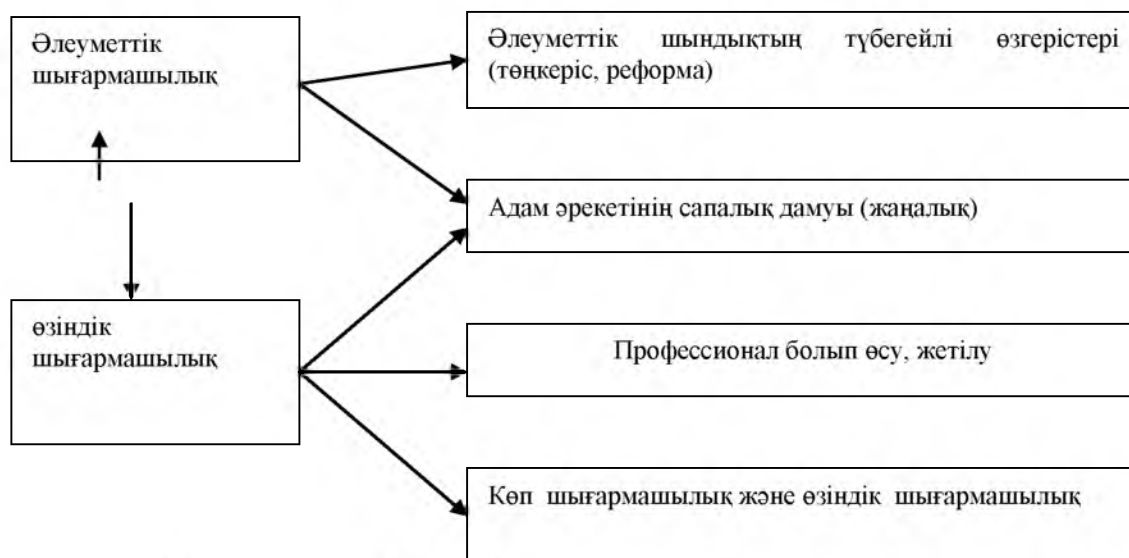 Әлеуметтік
шығармашылық
Әлеуметтік шындықтың түбегейлі өзгерістері
(төңкеріс, реформа)
Адам әрекетінің сапалық дамуы (жаңалық)
өзіндік
шығармашылық
Профессионал болып өсу, жетілу
Көп шығармашылық және өзіндік шығармашылық